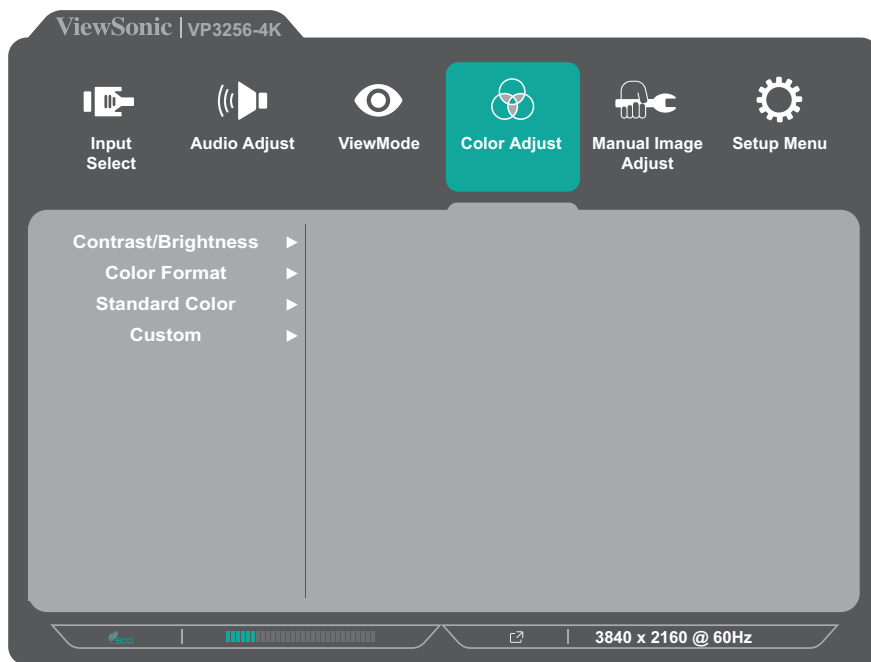 ViewSonic | VP3256-4K
Input Select
Audio Adjust
ViewMode
Color Adjust
Manual Image Adjust
Setup Menu
Contrast/Brightness
Color Format
Standard Color
Custom
eco
3840 x 2160 @ 60Hz